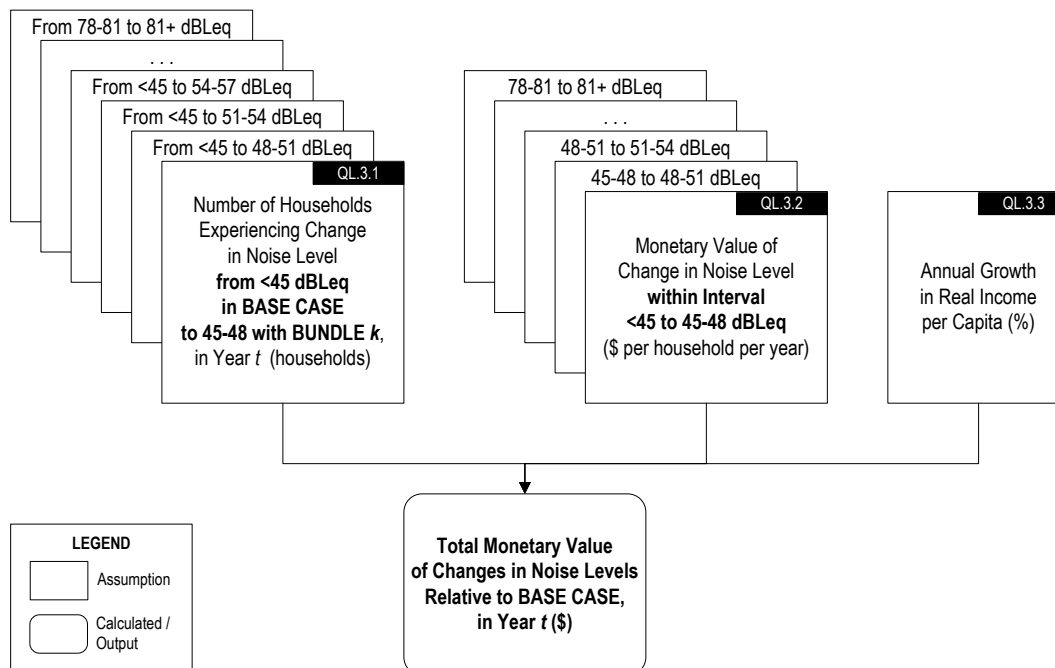 From 78-81 to 81+ dBLeq
. . .
From <45 to 54-57 dBLeq
From <45 to 51-54 dBLeq
From <45 to 48-51 dBLeq
QL.3.1
Number of Households
Experiencing Change
in Noise Level
from <45 dBLeq
in BASE CASE
to 45-48 with BUNDLE k,
in Year t (households)
78-81 to 81+ dBLeq
. . .
48-51 to 51-54 dBLeq
45-48 to 48-51 dBLeq
QL.3.2
Monetary Value of
Change in Noise Level
within Interval
<45 to 45-48 dBLeq
($ per household per year)
QL.3.3
Annual Growth
in Real Income
per Capita (%)
Total Monetary Value
of Changes in Noise Levels
Relative to BASE CASE,
in Year t ($)
LEGEND
Assumption
Calculated /
Output